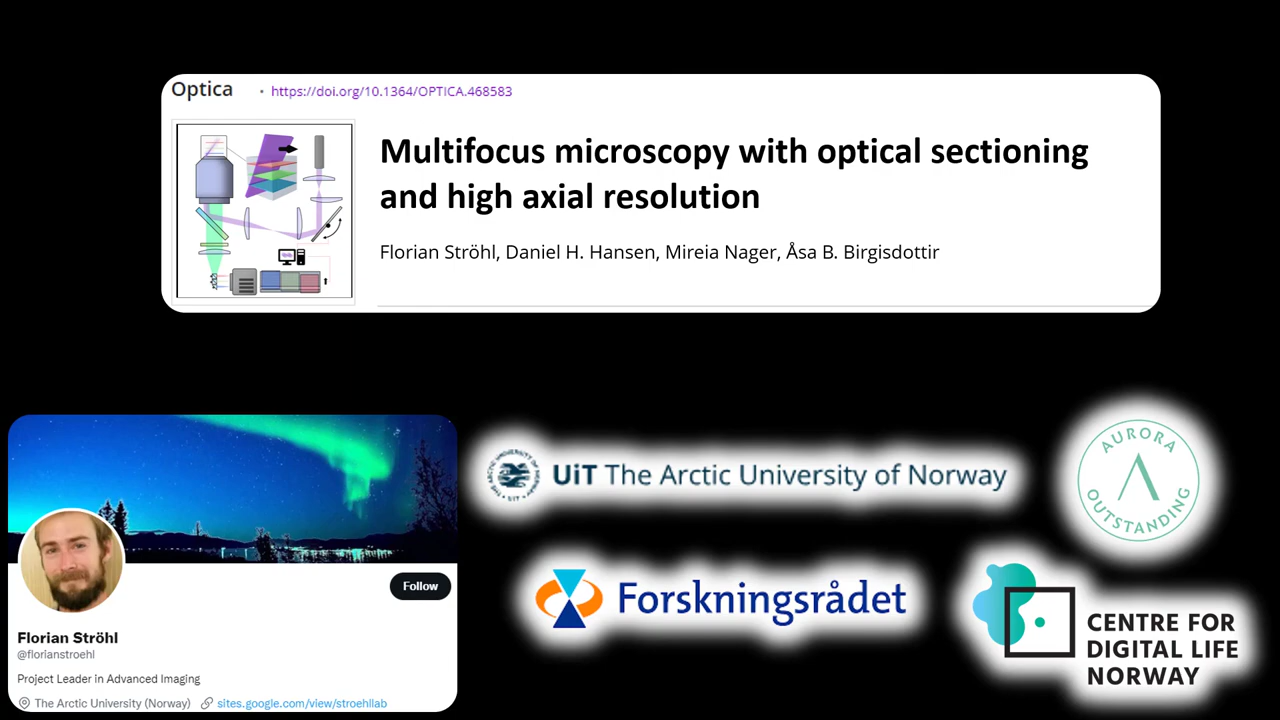 Optica • https://doi.org/10.1364/OPTICA.468583
Multifocus microscopy with optical sectioning
and high axial resolution
Florian Ströhl, Daniel H. Hansen, Mireia Nager, Åsa B. Birgisdottir
Follow
Florian Ströhl
@florianstroehl
Project Leader in Advanced Imaging
The Arctic University (Norway) sites.google.com/view/stroehllab
UiT The Arctic University of Norway
AURORA
OUTSTANDING
Forskningsrådet
CENTRE FOR
DIGITAL LIFE
NORWAY